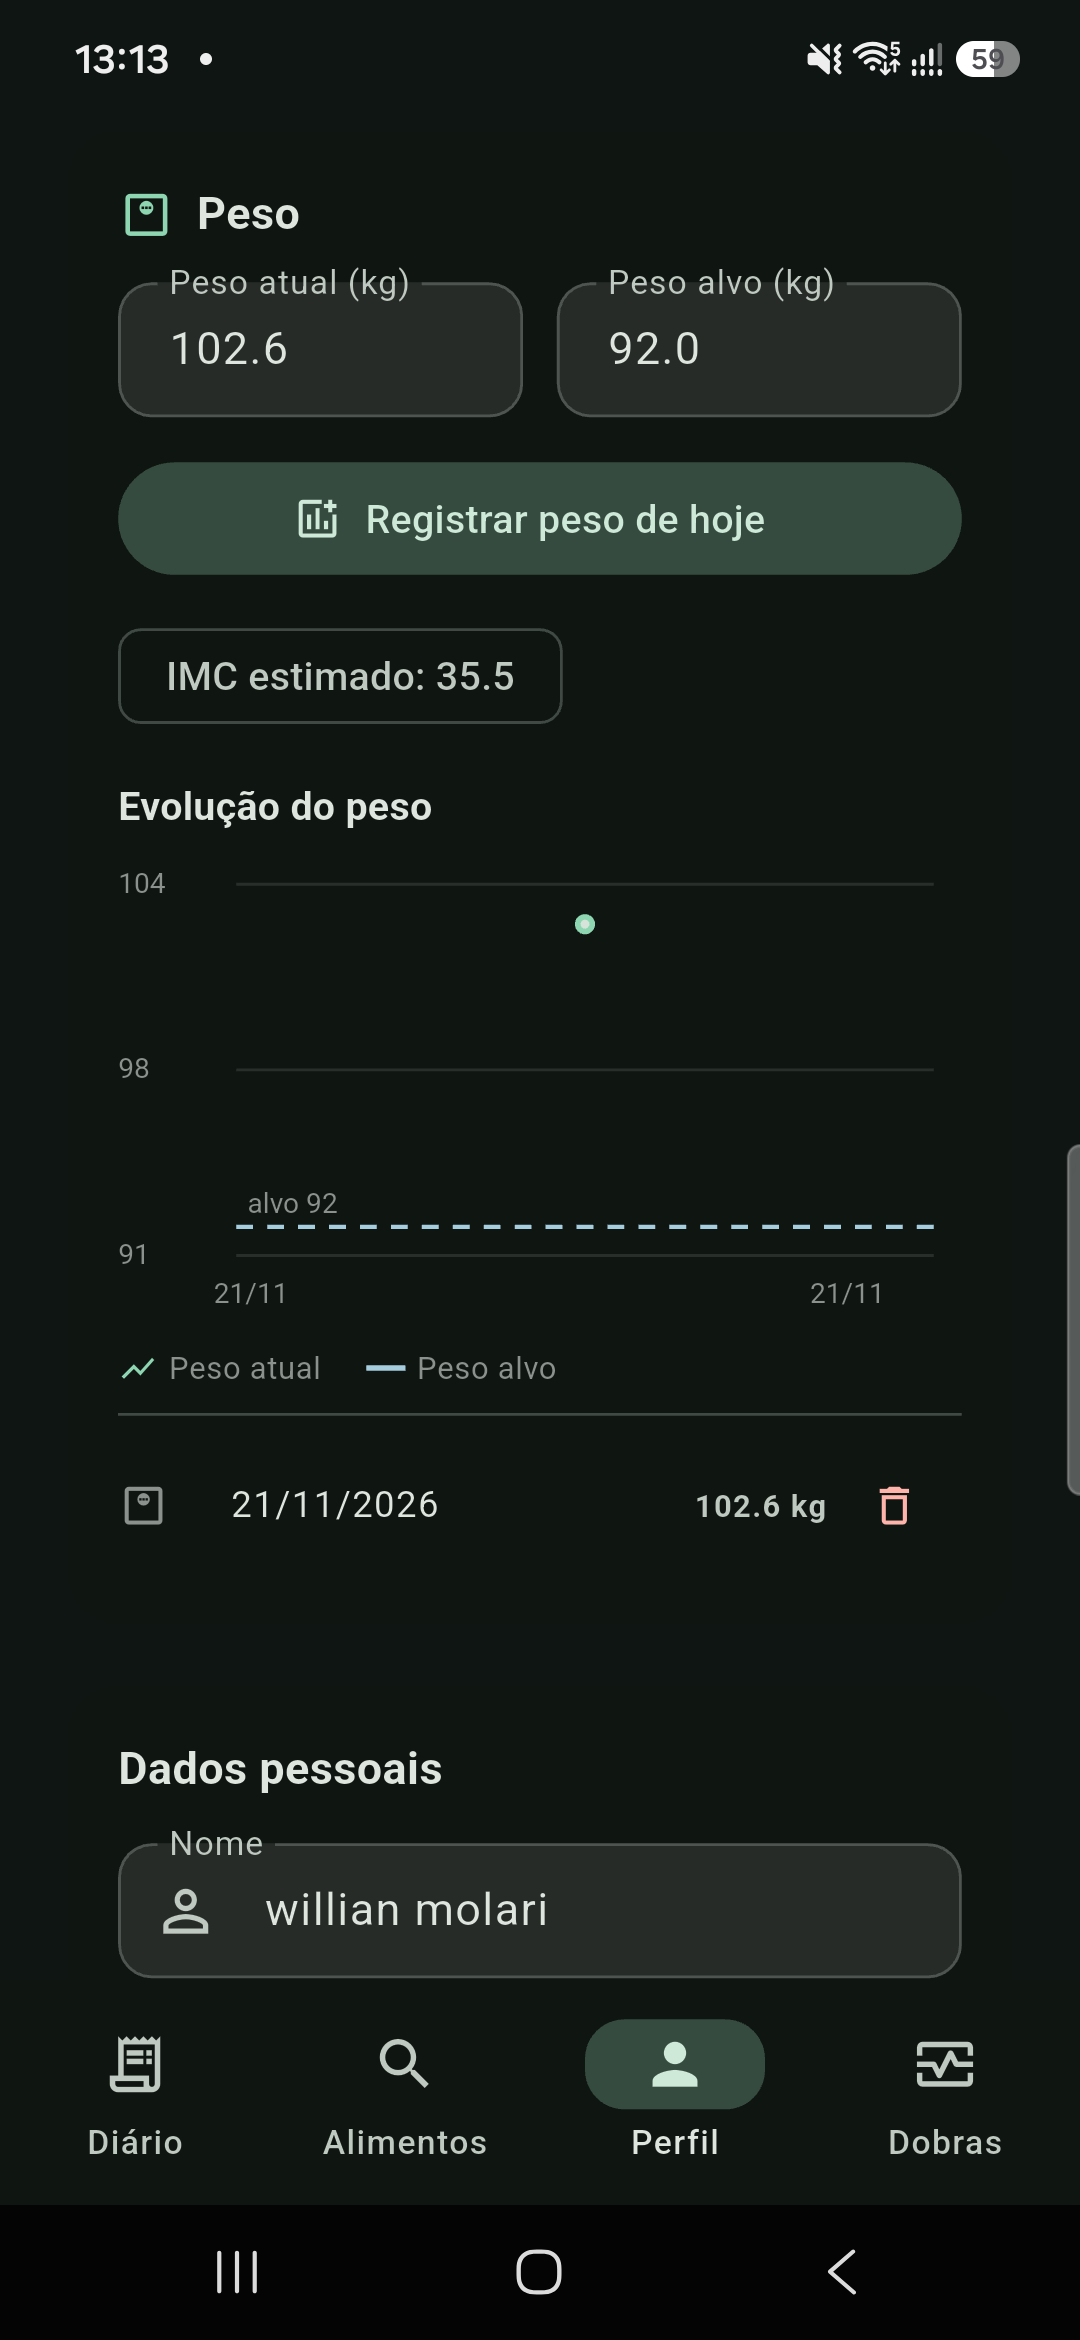 13:13
5
59
Peso
Peso atual (kg)
Peso alvo (kg)
102.6
92.0
Registrar peso de hoje
IMC estimado: 35.5
Evolução do peso
104
98
alvo 92
91
21/11
21/11
Peso atual
Peso alvo
21/11/2026
102.6 kg
Dados pessoais
Nome
willian molari
Diário
Alimentos
Perfil
Dobras